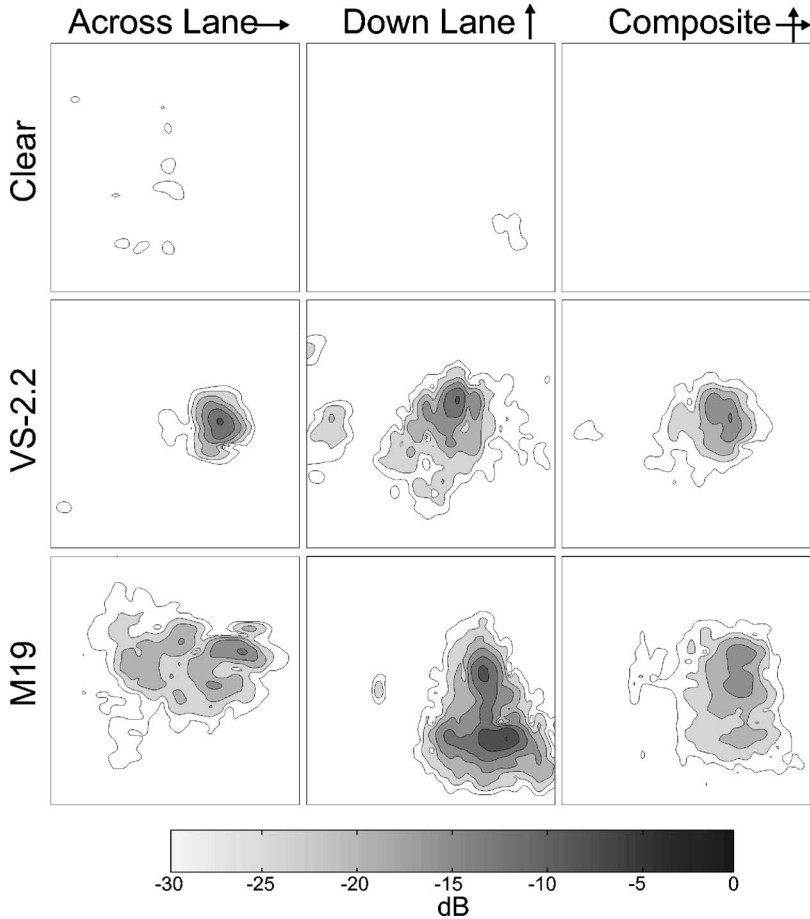 Across Lane
Down Lane
Composite
Clear
VS-2.2
M19
-30 -25 -20 -15 -10 -5 0
dB